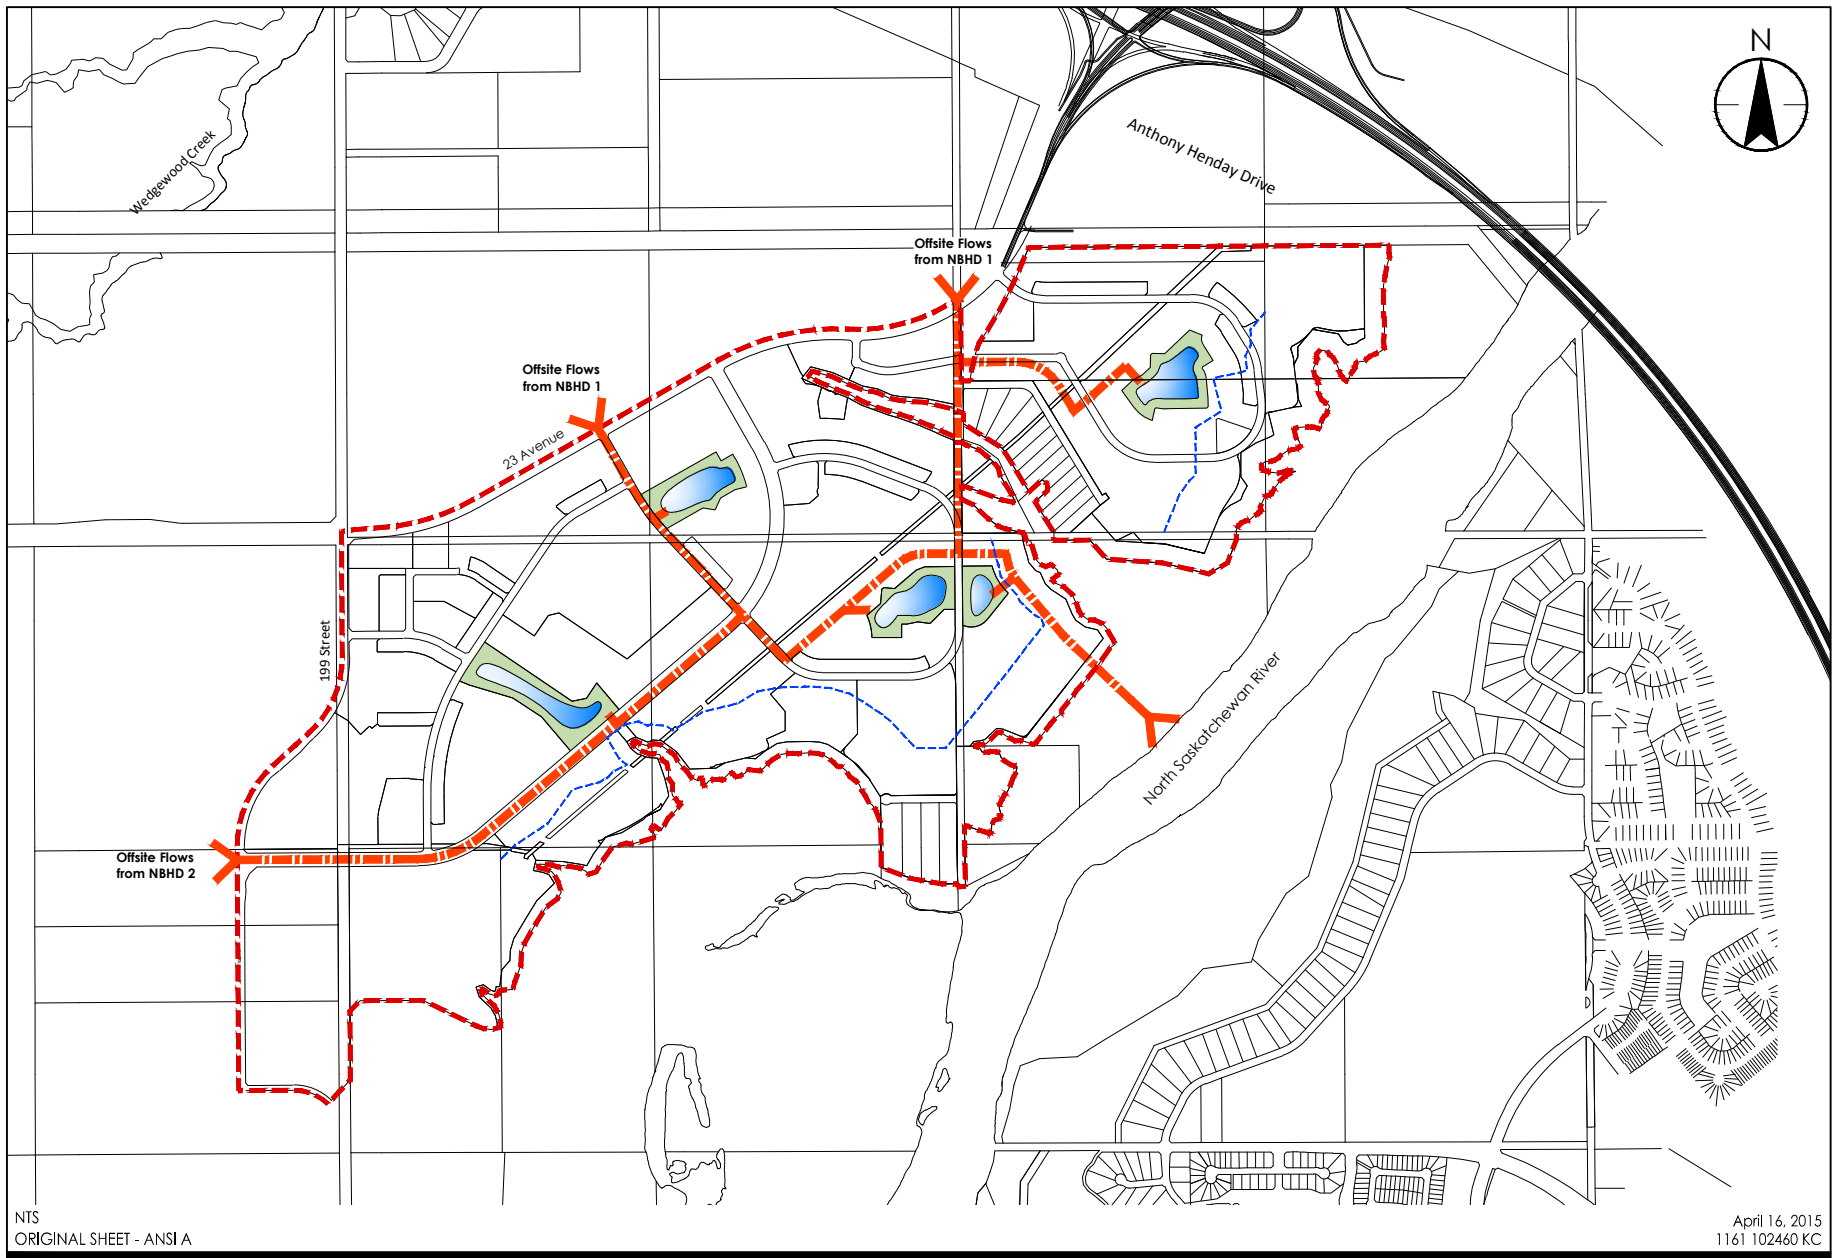 N
Anthony Henday Drive
Wedgewood Creek
Offsite Flows
from NBHD 1
Offsite Flows
from NBHD 1
23 Avenue
199 Street
North Saskatchewan River
Offsite Flows
from NBHD 2
NTS
ORIGINAL SHEET - ANSI A
April 16, 2015
1161 102460 KC